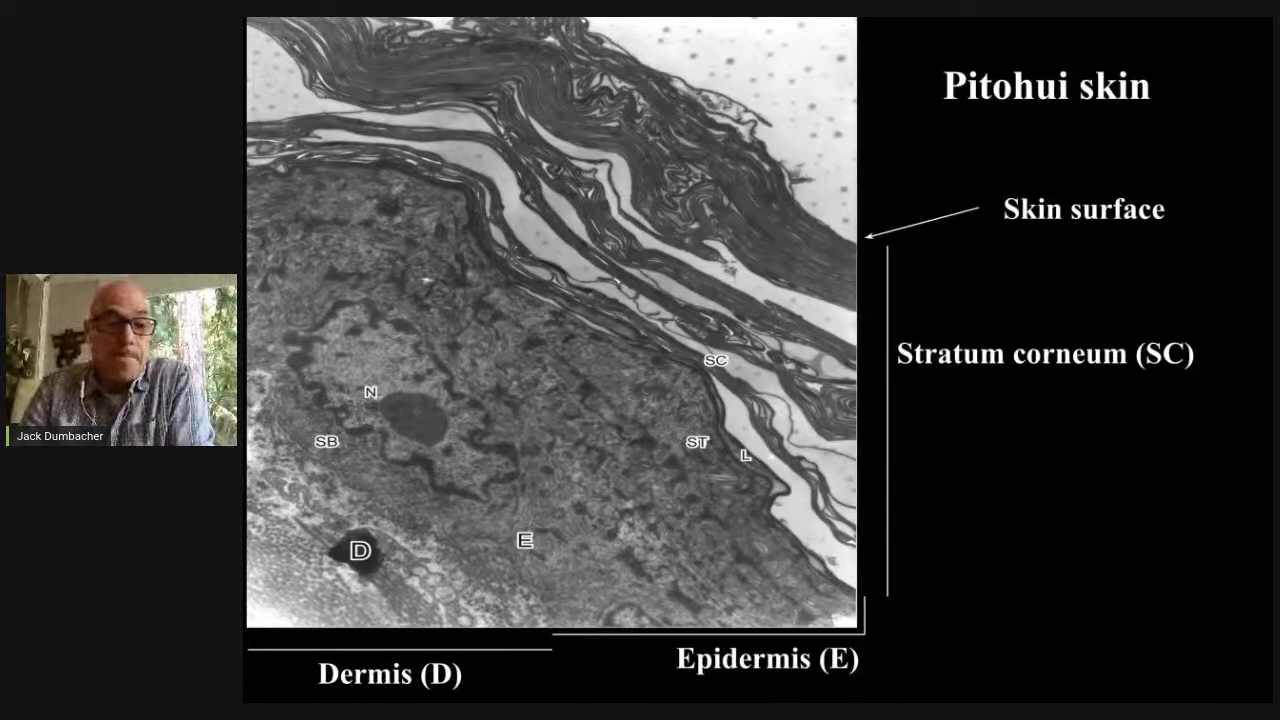 Pitohui skin
Skin surface
Stratum corneum (SC)
SC
N
SB
ST
L
E
D
Jack Dumbacher
Dermis (D)
Epidermis (E)